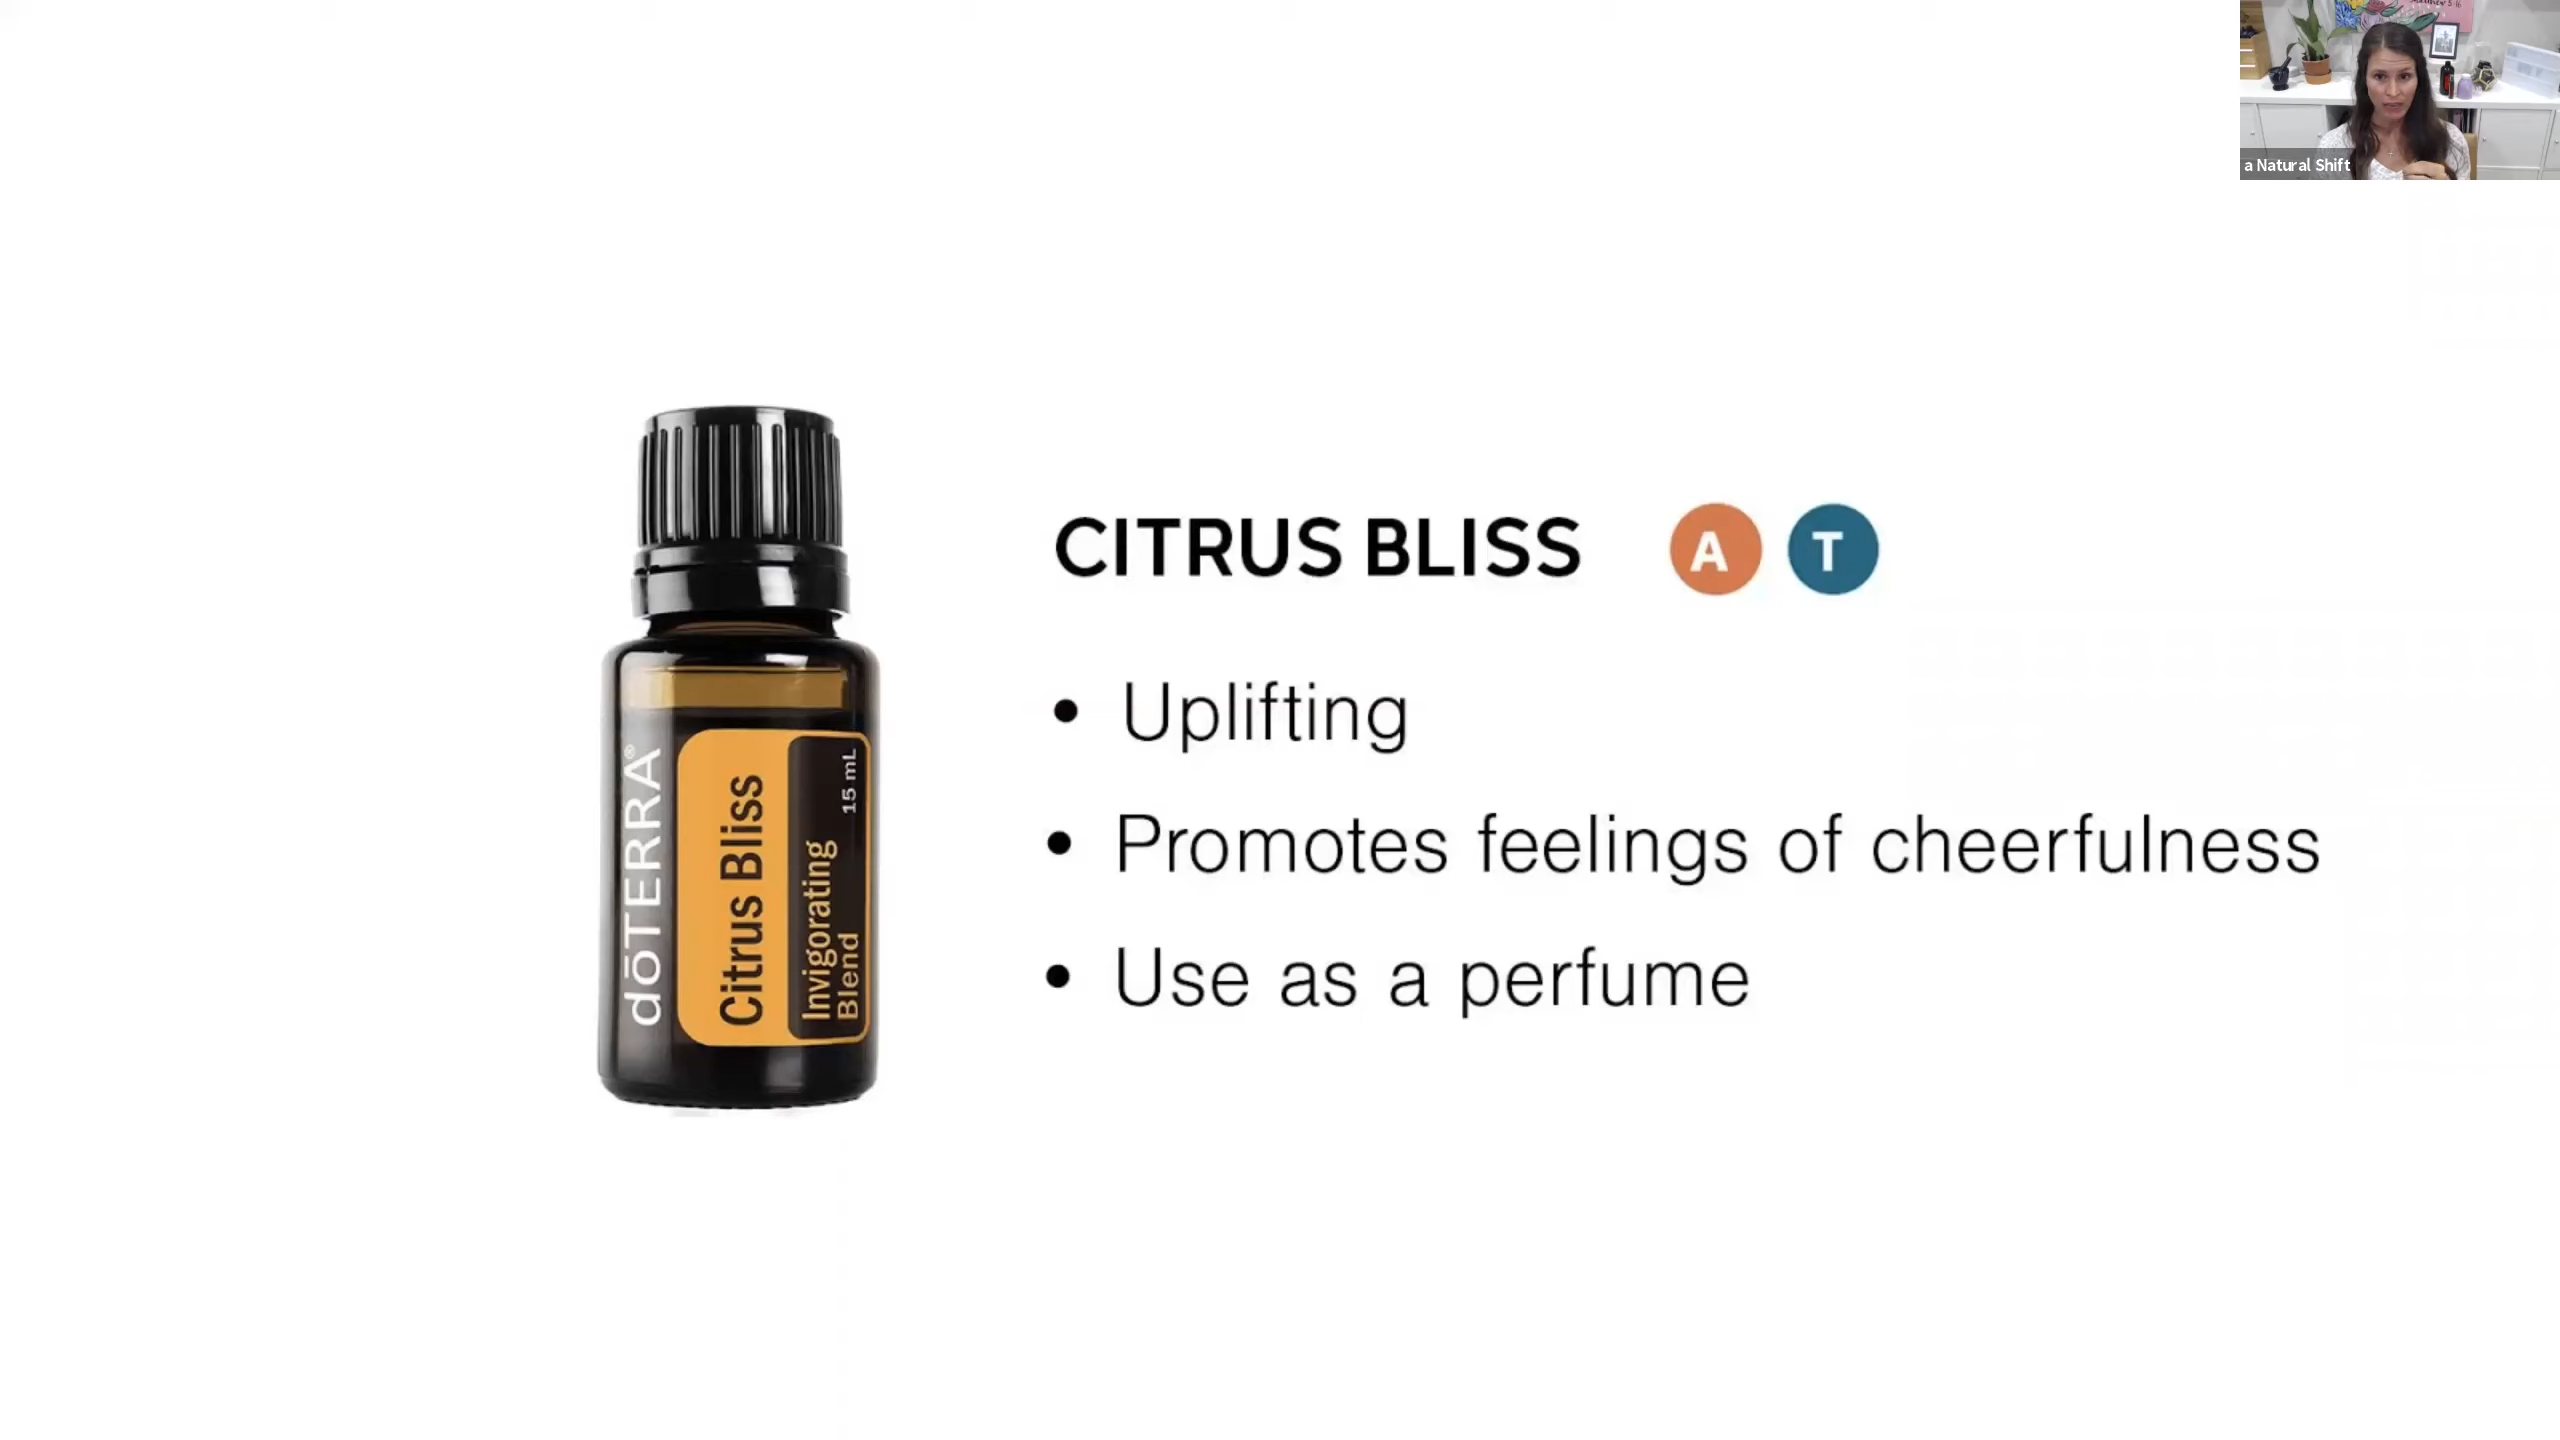 a Natural Shift
CITRUS BLISS A T
• Uplifting
• Promotes feelings of cheerfulness
• Use as a perfume
dōTERRA®
Citrus Bliss
Invigorating
Blend
15 mL